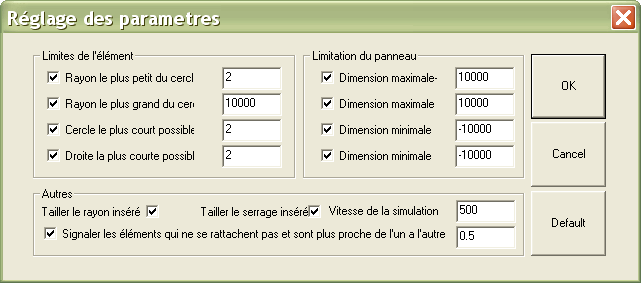 Réglage des parametres
Limites de l'élément
Rayon le plus petit du cercl
2
Rayon le plus grand du cer
10000
Cercle le plus court possible
2
Droite la plus courte possibl
2
Limitation du panneau
Dimension maximale-
10000
Dimension maximale
10000
Dimension minimale
-10000
Dimension minimale
-10000
OK
Cancel
Default
Autres
Tailler le rayon inséré
Tailler le serrage inséré
Vitesse de la simulation
500
Signaler les éléments qui ne se rattachent pas et sont plus proche de l'un a l'autre
0.5